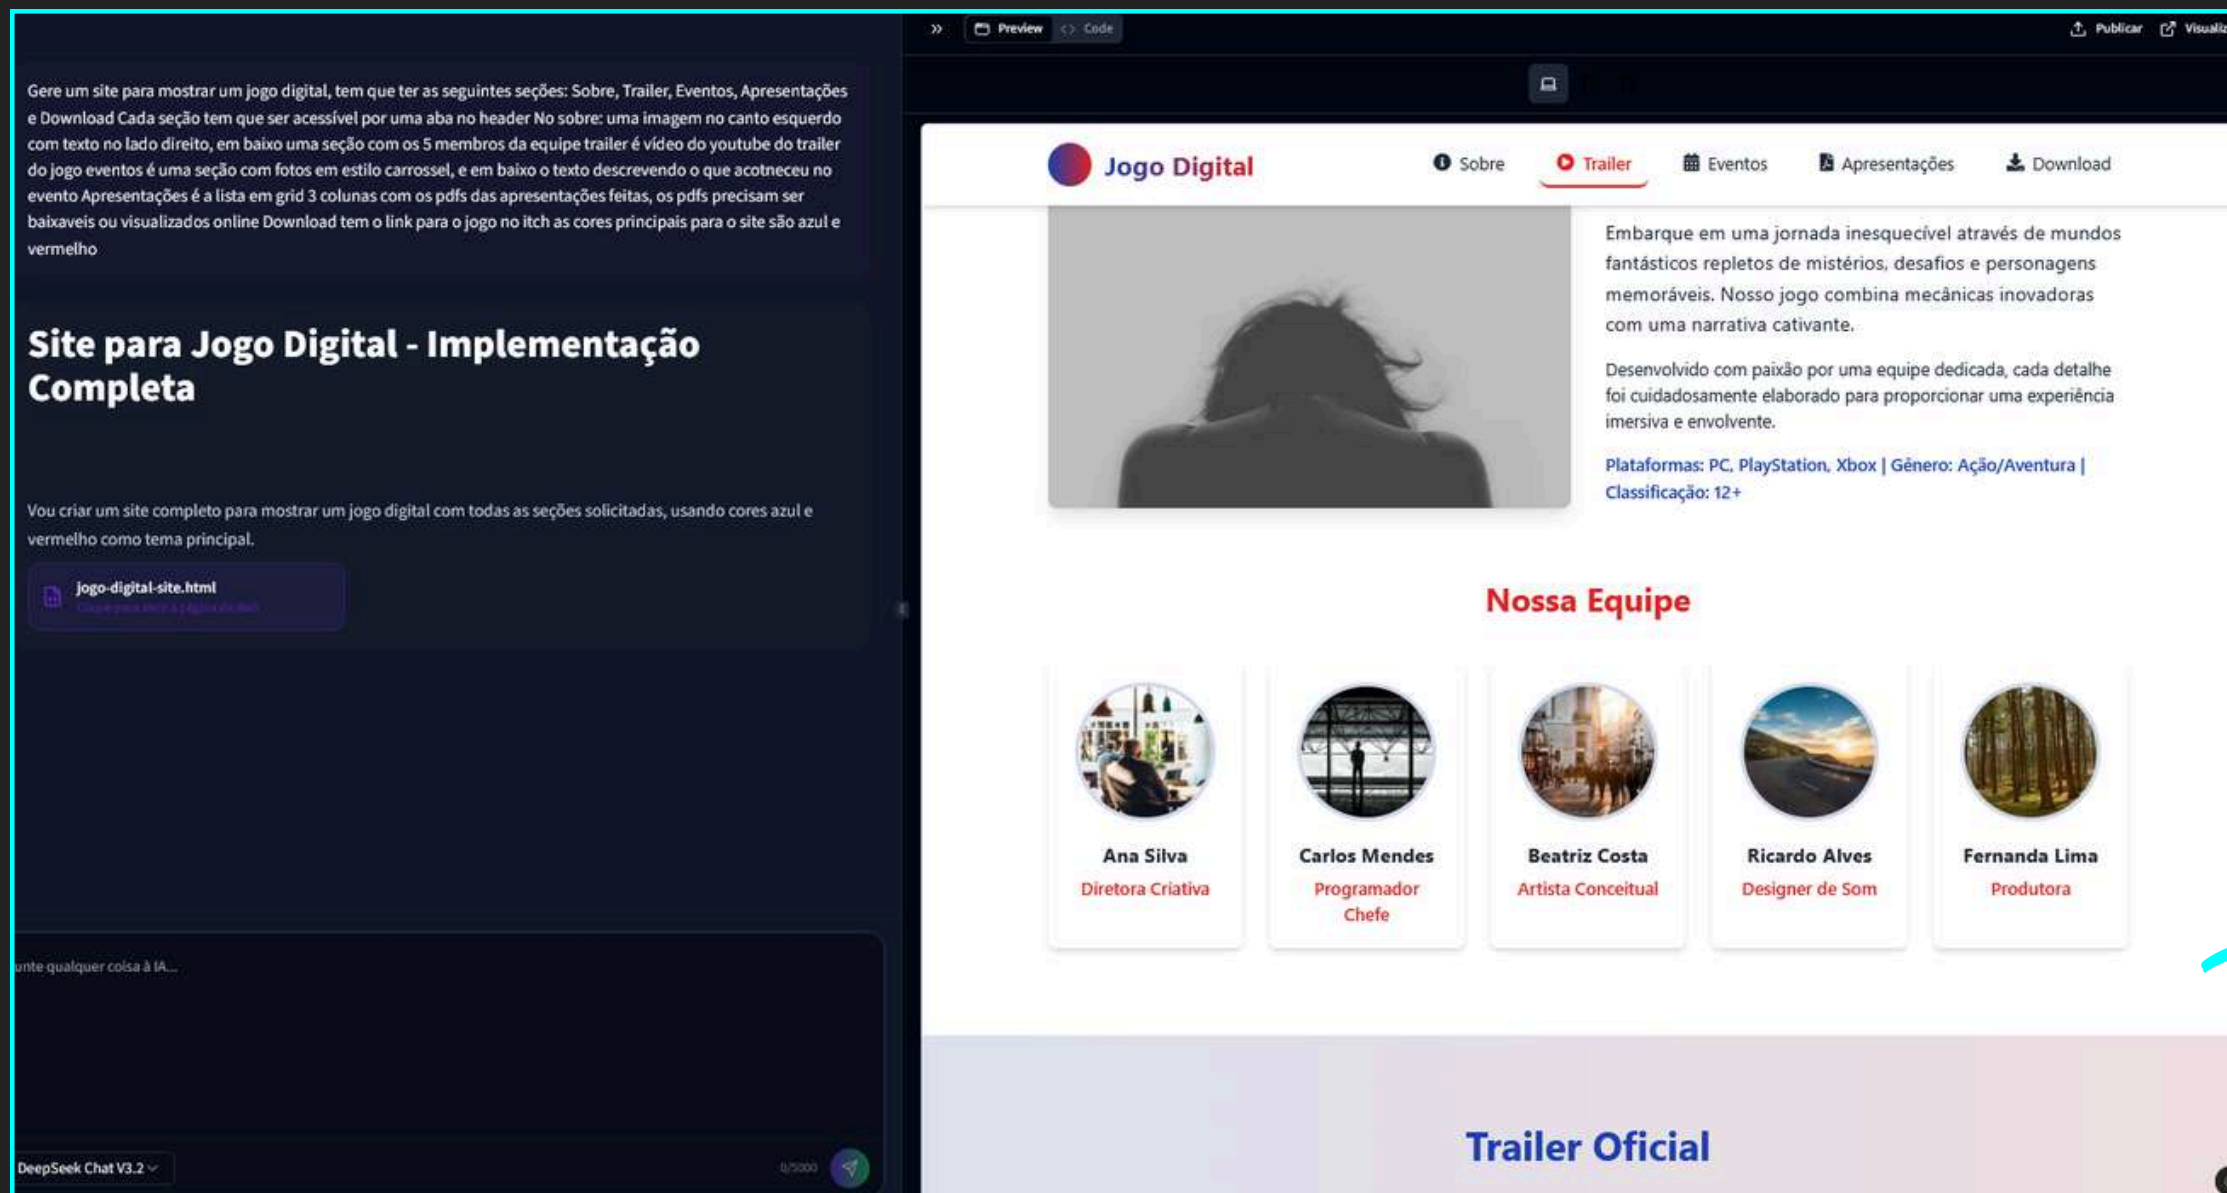 Preview
Code
Publicar
Gere um site para mostrar um jogo digital, tem que ter as seguintes seções: Sobre, Trailer, Eventos, Apresentações
e Download Cada seção tem que ser acessível por uma aba no header No sobre: uma imagem no canto esquerdo
com texto no lado direito, em baixo uma seção com os 5 membros da equipe trailer é vídeo do youtube do trailer
do jogo eventos é uma seção com fotos em estilo carrossel, e em baixo o texto descrevendo o que acotneceu no
evento Apresentações é a lista em grid 3 colunas com os pdfs das apresentações feitas, os pdfs precisam ser
baixaveis ou visualizados online Download tem o link para o jogo no itch as cores principais para o site são azul e
vermelho
Site para Jogo Digital - Implementação
Completa
Vou criar um site completo para mostrar um jogo digital com todas as seções solicitadas, usando cores azul e
vermelho como tema principal.
jogo-digital-site.html
qualquer coisa à IA...
DeepSeek Chat V3.2
0/5000
Jogo Digital
Sobre
Trailer
Eventos
Apresentações
Download
Embarque em uma jornada inesquecível através de mundos
fantásticos repletos de mistérios, desafios e personagens
memoráveis. Nosso jogo combina mecânicas inovadoras
com uma narrativa cativante.
Desenvolvido com paixão por uma equipe dedicada, cada detalhe
foi cuidadosamente elaborado para proporcionar uma experiência
imersiva e envolvente.
Plataformas: PC, PlayStation, Xbox | Gênero: Ação/Aventura |
Classificação: 12+
Nossa Equipe
Ana Silva
Diretora Criativa
Carlos Mendes
Programador
Chefe
Beatriz Costa
Artista Conceitual
Ricardo Alves
Designer de Som
Fernanda Lima
Produtora
Trailer Oficial